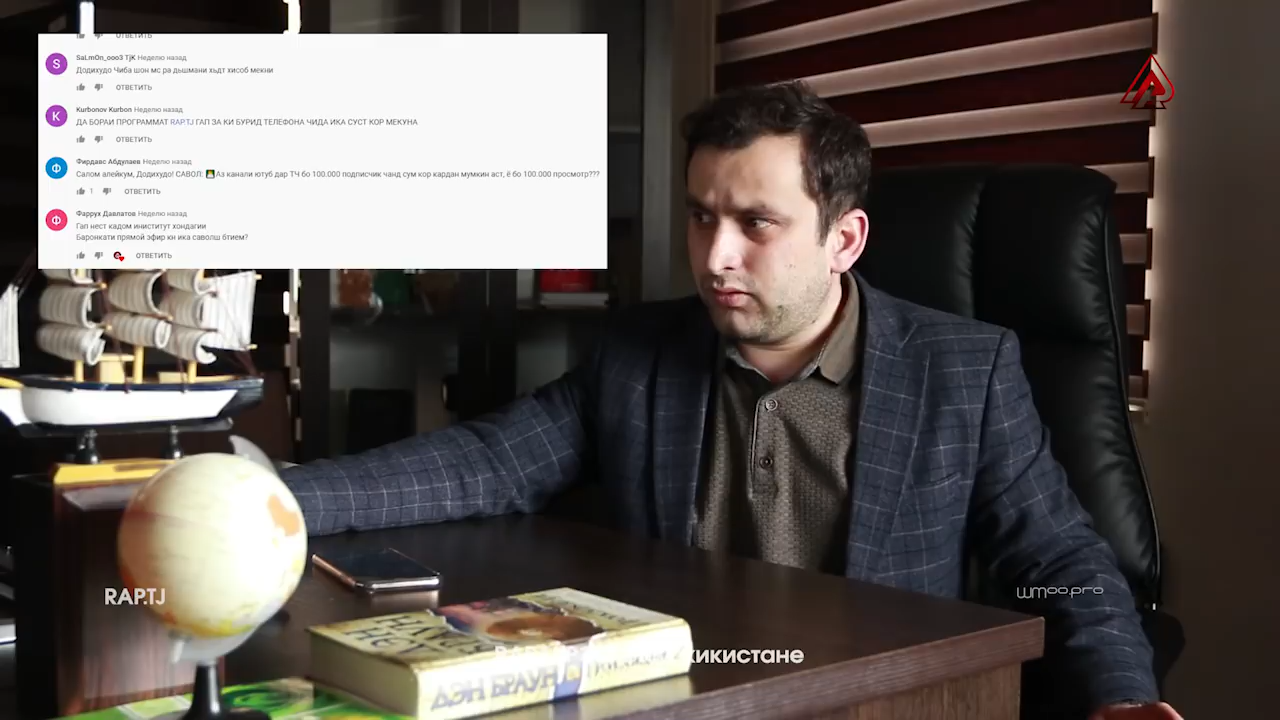 ОТВЕТИТЬ
SaLmOn_ooo3 TjK Неделю назад
Додихудо Чиба шон мс ра дьшмани хьдт хисоб мекни
ОТВЕТИТЬ
Kurbonov Kurbon Неделю назад
ДА БОРАИ ПРОГРАММАТ RAP.TJ ГАП ЗА КИ БУРИД ТЕЛЕФОНА ЧИДА ИКА СУСТ КОР МЕКУНА
ОТВЕТИТЬ
Фирдавс Абдулаев Неделю назад
Салом алейкум, Додихудо! САВОЛ: Аз канали ютуб дар ТЧ бо 100.000 подписчик чанд сум кор кардан мумкин аст, ё бо 100.000 просмотр???
1 ОТВЕТИТЬ
Фаррух Давлатов Неделю назад
Гап нест кадом иниститут хондагии
Баронкати прямой эфир кн ика саволш бтием?
ОТВЕТИТЬ
RAP.TJ
wmoo.pro
ДЭН БРАУН